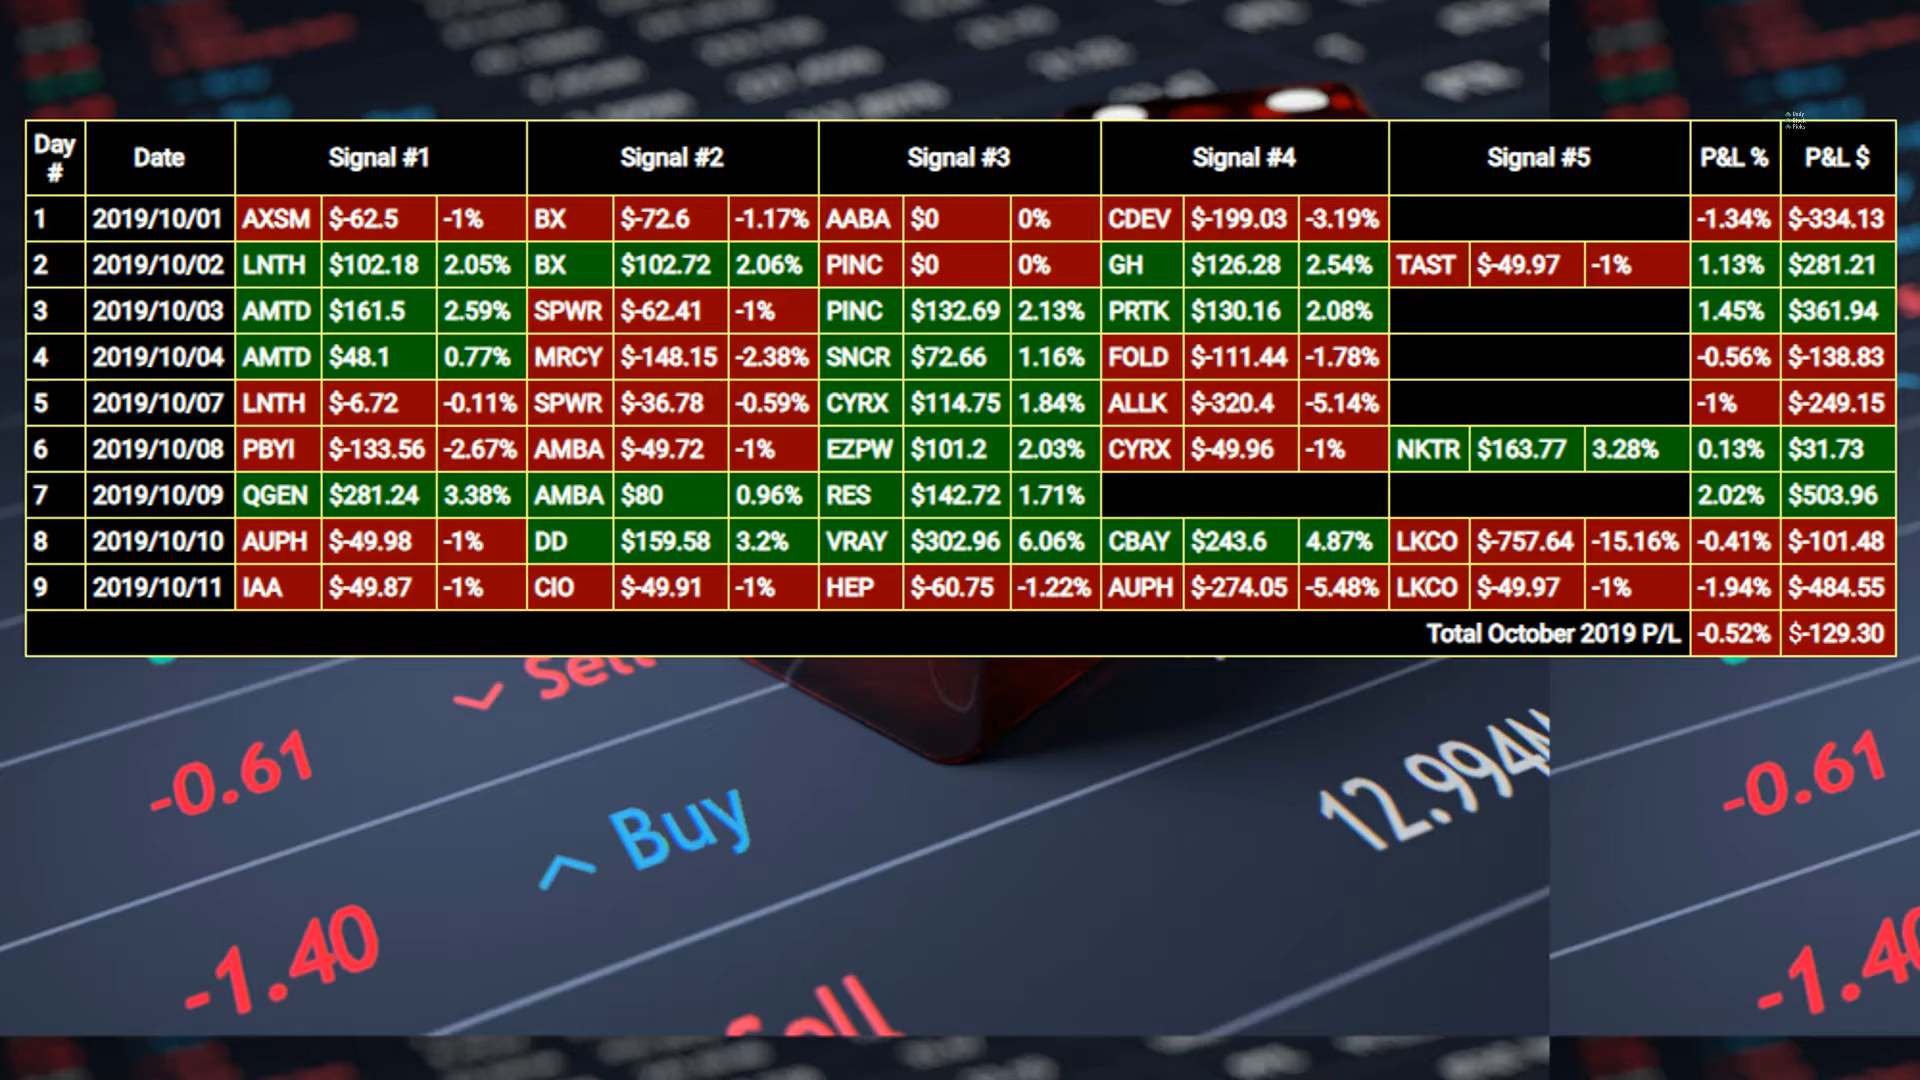 Day # Date Signal #1 Signal #2 Signal #3 Signal #4 Signal #5 P&L % P&L $
1 2019/10/01 AXSM $-62.5 -1% BX $-72.6 -1.17% AABA $0 0% CDEV $-199.03 -3.19% -1.34% $-334.13
2 2019/10/02 LNTH $102.18 2.05% BX $102.72 2.06% PINC $0 0% GH $126.28 2.54% TAST $-49.97 -1% 1.13% $281.21
3 2019/10/03 AMTD $161.5 2.59% SPWR $-62.41 -1% PINC $132.69 2.13% PRTK $130.16 2.08% 1.45% $361.94
4 2019/10/04 AMTD $48.1 0.77% MRCY $-148.15 -2.38% SNCR $72.66 1.16% FOLD $-111.44 -1.78% -0.56% $-138.83
5 2019/10/07 LNTH $-6.72 -0.11% SPWR $-36.78 -0.59% CYRX $114.75 1.84% ALLK $-320.4 -5.14% -1% $-249.15
6 2019/10/08 PBYI $-133.56 -2.67% AMBA $-49.72 -1% EZPW $101.2 2.03% CYRX $-49.96 -1% NKTR $163.77 3.28% 0.13% $31.73
7 2019/10/09 QGEN $281.24 3.38% AMBA $80 0.96% RES $142.72 1.71% 2.02% $503.96
8 2019/10/10 AUPH $-49.98 -1% DD $159.58 3.2% VRAY $302.96 6.06% CBAY $243.6 4.87% LKCO $-757.64 -15.16% -0.41% $-101.48
9 2019/10/11 IAA $-49.87 -1% CIO $-49.91 -1% HEP $-60.75 -1.22% AUPH $-274.05 -5.48% LKCO $-49.97 -1% -1.94% $-484.55
Total October 2019 P/L -0.52% $-129.30
Sell
-0.61
12.994
-0.61
Buy
-1.40
-1.40
Sell